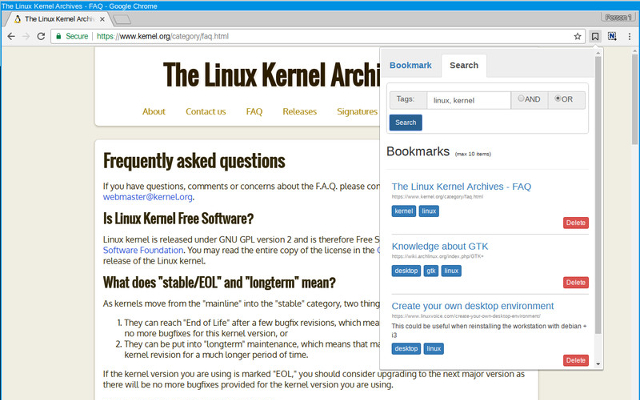 The Linux Kernel Archives - FAQ - Google Chrome
The Linux Kernel Archi
Person 1
Secure
https://www.kernel.org/category/faq.html
The Linux Kernel Archi
About
Contact us
FAQ
Releases
Signatures
Frequently asked questions
If you have questions, comments or concerns about the F.A.Q. please con
webmaster@kernel.org.
Is Linux Kernel Free Software?
Linux kernel is released under GNU GPL version 2 and is therefore Free S
Software Foundation. You may read the entire copy of the license in the
release of the Linux kernel.
What does "stable/EOL" and "longterm" mean?
As kernels move from the "mainline" into the "stable" category, two thing
1. They can reach "End of Life" after a few bugfix revisions, which mea
no more bugfixes for this kernel version, or
2. They can be put into "longterm" maintenance, which means that ma
kernel revision for a much longer period of time.
If the kernel version you are using is marked "EOL," you should consider upgrading to the next major version as
there will be no more bugfixes provided for the kernel version you are using.
Bookmark
Search
Tags:
linux, kernel
AND
OR
Search
Bookmarks (max 10 items)
The Linux Kernel Archives - FAQ
https://www.kernel.org/category/faq.html
kernel
linux
Delete
Knowledge about GTK
https://wiki.archlinux.org/index.php/GTK+
desktop
gtk
linux
Delete
Create your own desktop environment
https://www.linuxvoice.com/create-your-own-desktop-environment/
This could be useful when reinstalling the workstation with debian +
i3
desktop
linux
Delete